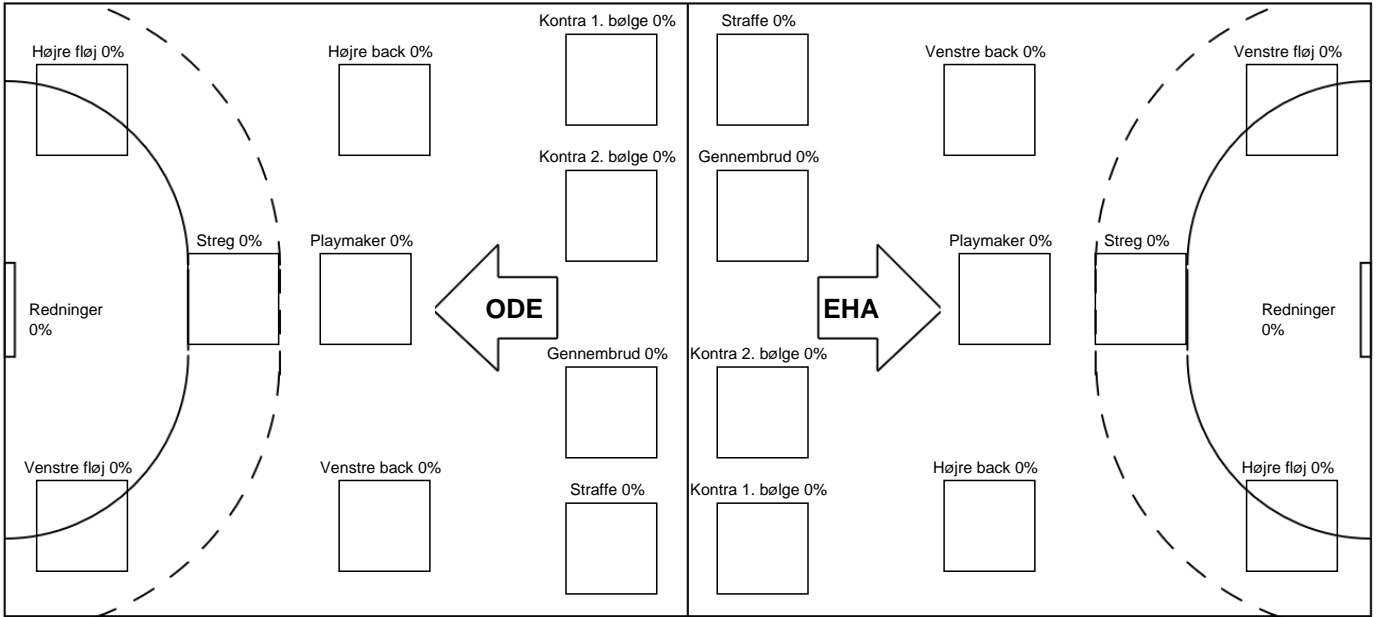 Kontra 1. bølge 0%
Straffe 0%
Højre fløj 0%
Højre back 0%
Venstre back 0%
Venstre fløj 0%
Kontra 2. bølge 0%
Gennembrud 0%
Streg 0%
Playmaker 0%
Playmaker 0%
Streg 0%
Redninger
0%
ODE
EHA
Redninger
0%
Gennembrud 0%
Kontra 2. bølge 0%
Venstre fløj 0%
Venstre back 0%
Straffe 0%
Kontra 1. bølge 0%
Højre back 0%
Højre fløj 0%